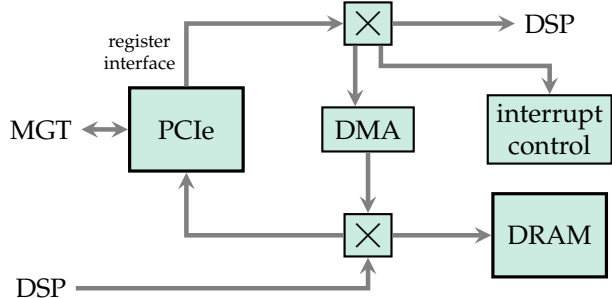 DSP
register
interface
MGT
PCIe
DMA
interrupt
control
DRAM
DSP